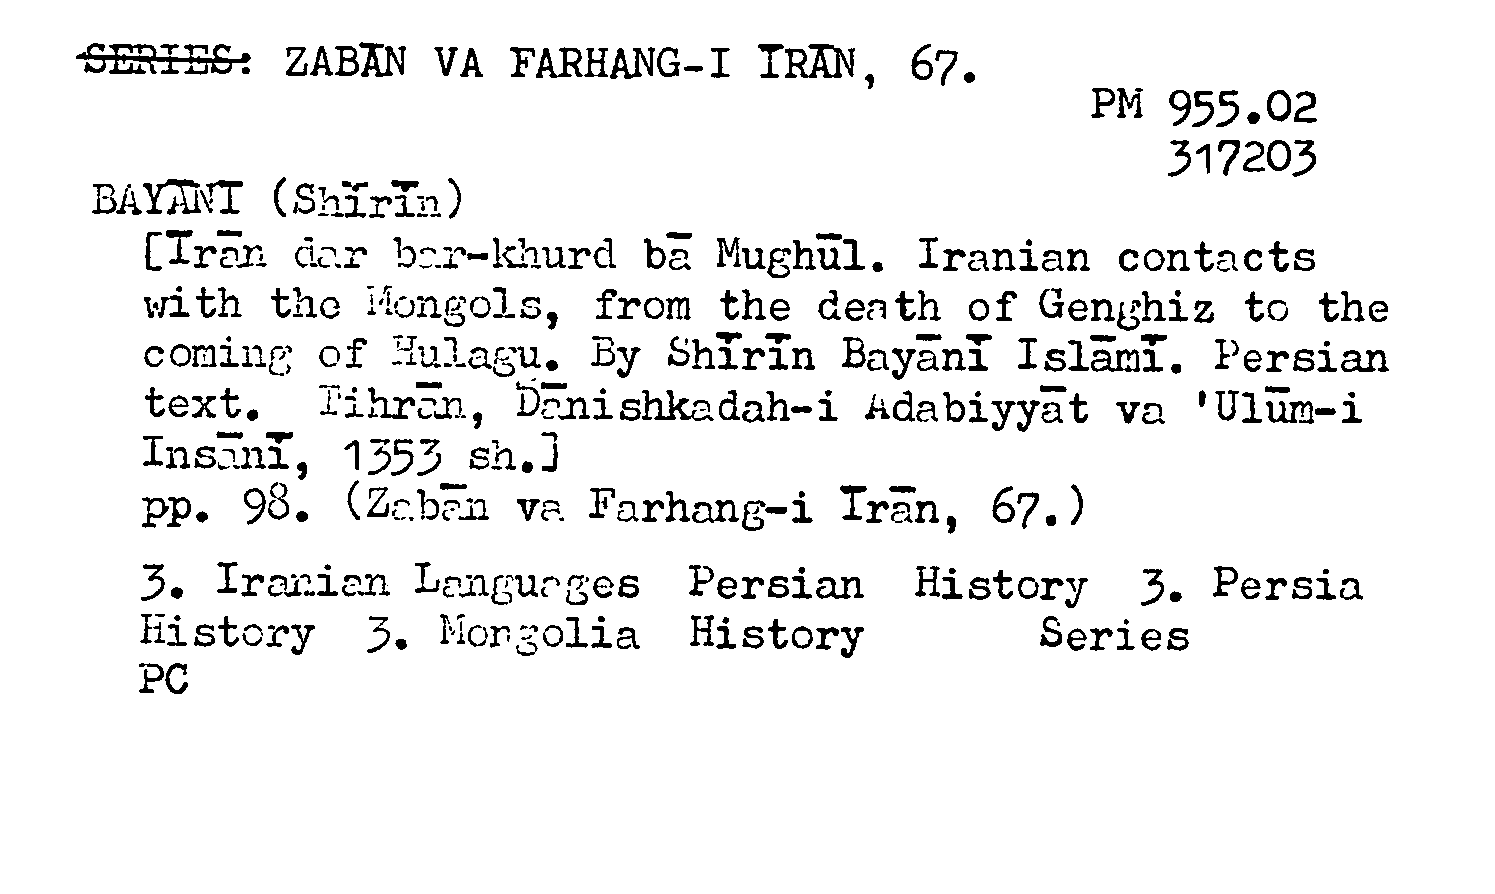 SERIES: ZABĀN VA FARHANG-I ĪRĀN, 67.
PM 955.02
317203
BAYĀNĪ (Shīrīn)
[Īrān dar bar-khurd bā Mughūl. Iranian contacts
with the Mongols, from the death of Genghiz to the
coming of Hulagu. By Shīrīn Bayānī Islāmī. Persian
text. Tihrān, Dānishkadah-i Adabiyyāt va 'Ulūm-i
Insānī, 1353 sh.]
pp. 98. (Zabān va Farhang-i Īrān, 67.)
3. Iranian Languages Persian History 3. Persia
History 3. Mongolia History Series
PC